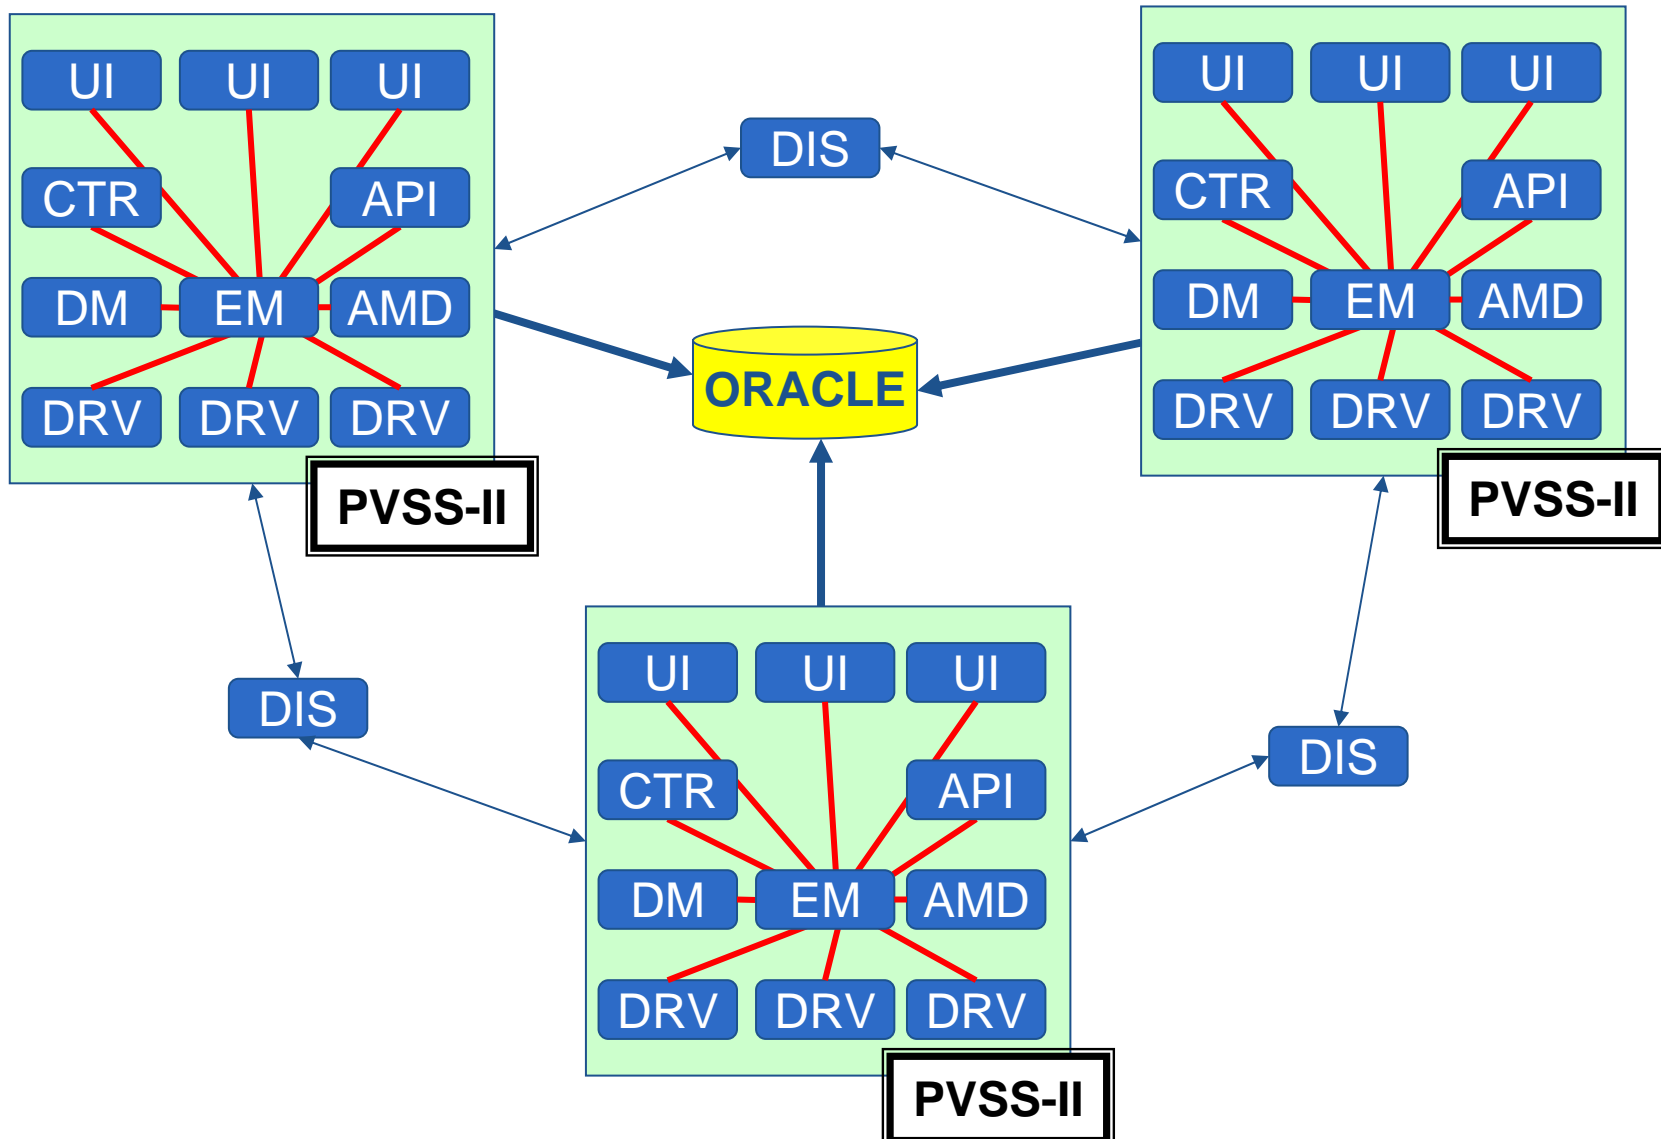 UI UI UI
CTR API
DM EM AMD
DRV DRV DRV
PVSS-II
DIS
UI UI UI
CTR API
DM EM AMD
DRV DRV DRV
PVSS-II
ORACLE
DIS
DIS
UI UI UI
CTR API
DM EM AMD
DRV DRV DRV
PVSS-II